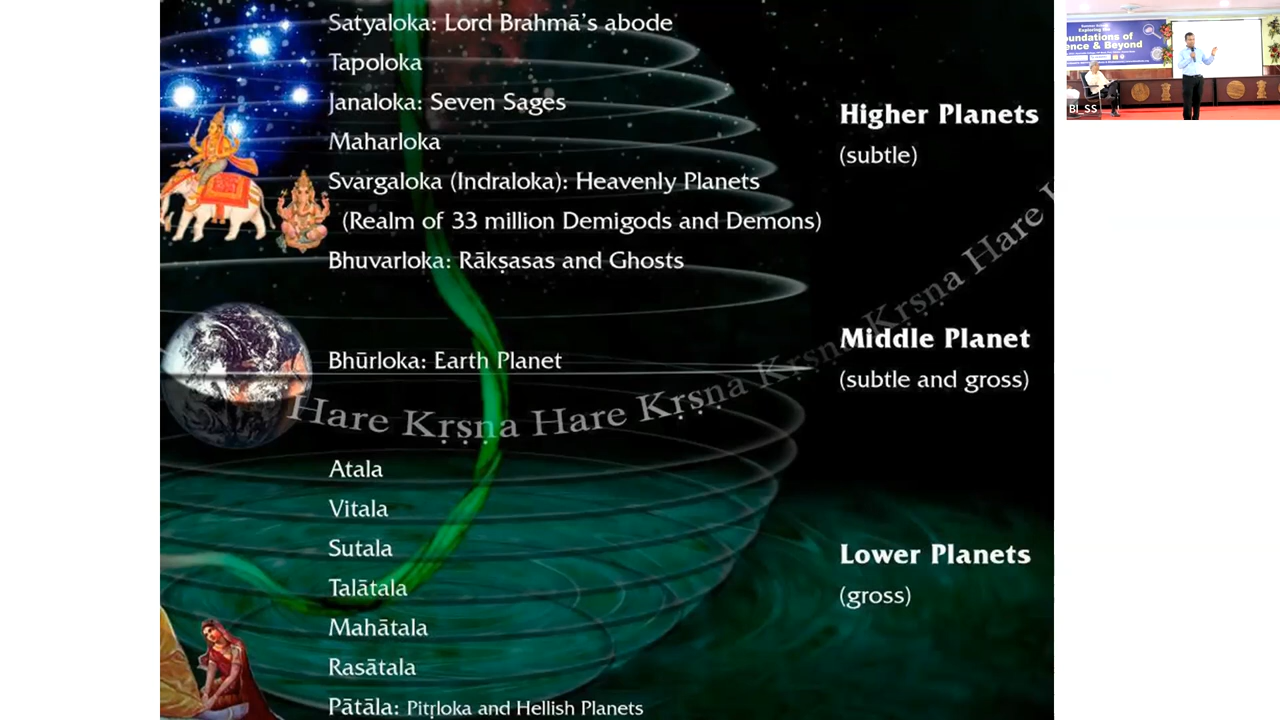 Satyaloka: Lord Brahmā's abode
Tapoloka
Janaloka: Seven Sages
Maharloka
Svargaloka (Indraloka): Heavenly Planets
(Realm of 33 million Demigods and Demons)
Bhuvarloka: Rākṣasas and Ghosts
Higher Planets
(subtle)
Bhūrloka: Earth Planet
Middle Planet
(subtle and gross)
Hare Kṛṣṇa Hare Kṛṣṇa Kṛṣṇa Kṛṣṇa Hare
Atala
Vitala
Sutala
Talātala
Mahātala
Rasātala
Pātāla: Pitṛloka and Hellish Planets
Lower Planets
(gross)
oundations of
ence & Beyond
BI_SS